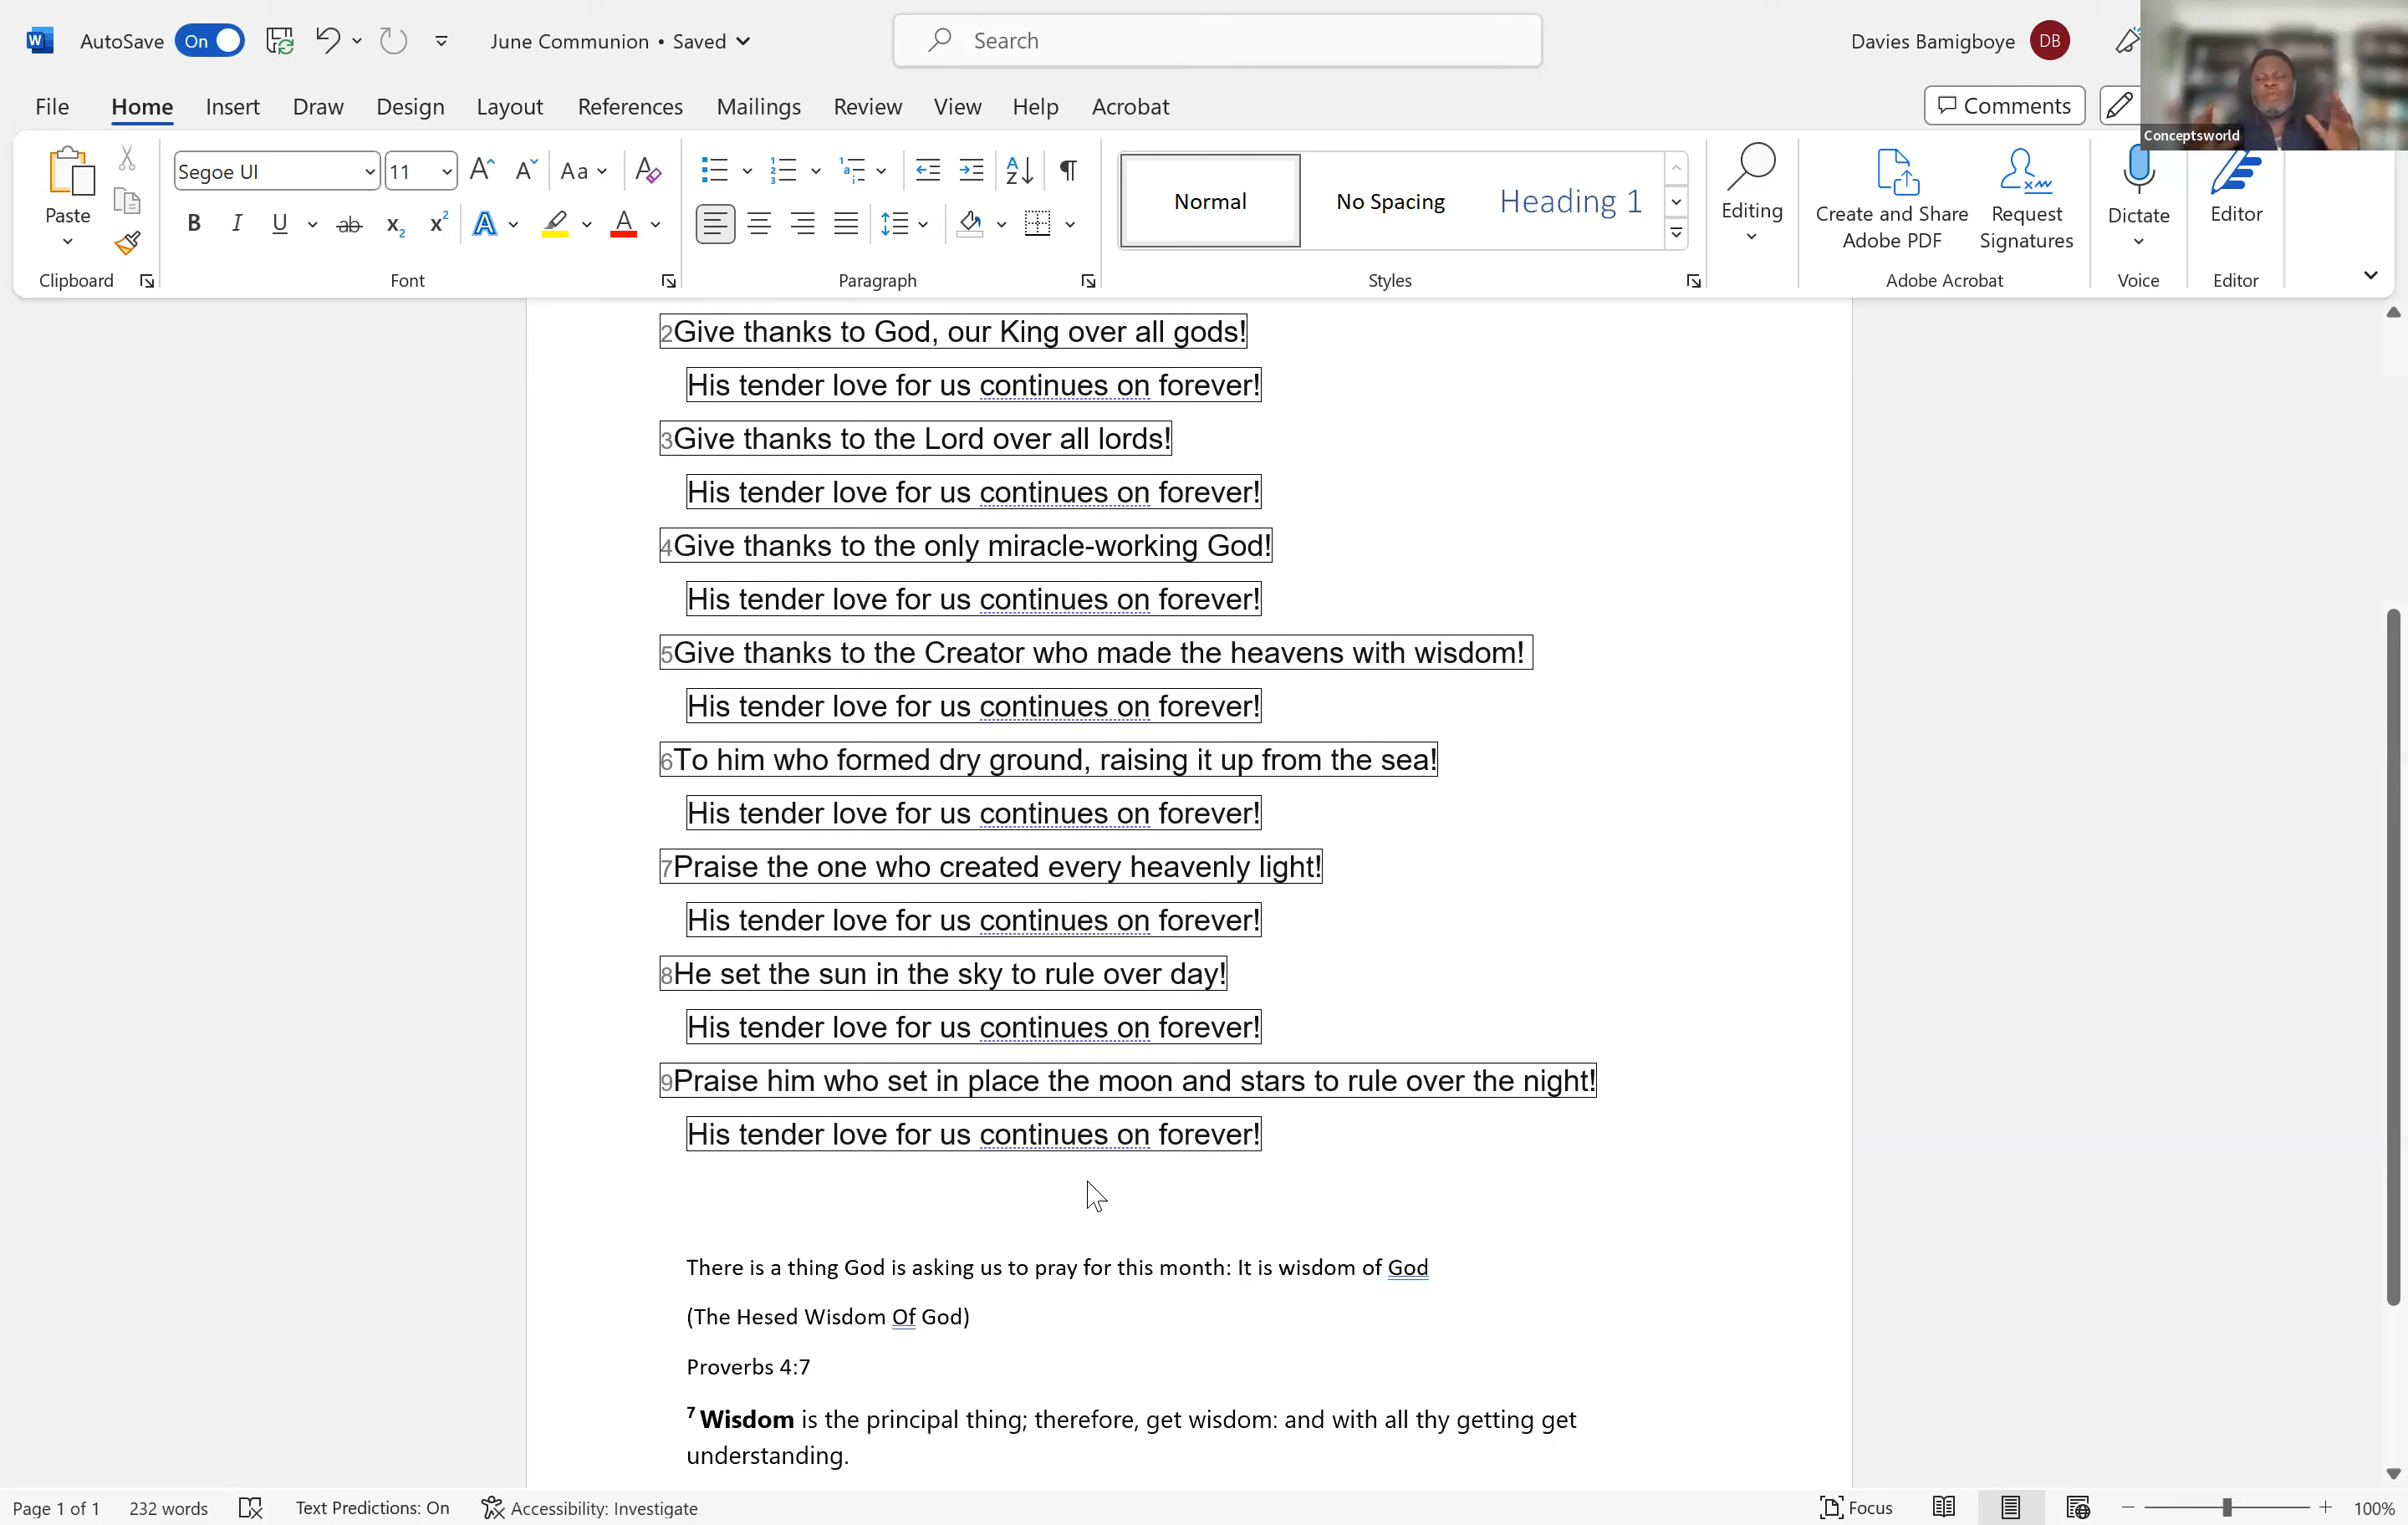 AutoSave On June Communion • Saved Search Davies Bamigboye DB
File Home Insert Draw Design Layout References Mailings Review View Help Acrobat Comments
Conceptsworld
Paste
Segoe UI 11
Normal No Spacing Heading 1
Editing
Create and Share Adobe PDF
Request Signatures
Dictate
Editor
Clipboard Font Paragraph Styles Adobe Acrobat Voice Editor
2Give thanks to God, our King over all gods!
His tender love for us continues on forever!
3Give thanks to the Lord over all lords!
His tender love for us continues on forever!
4Give thanks to the only miracle-working God!
His tender love for us continues on forever!
5Give thanks to the Creator who made the heavens with wisdom!
His tender love for us continues on forever!
6To him who formed dry ground, raising it up from the sea!
His tender love for us continues on forever!
7Praise the one who created every heavenly light!
His tender love for us continues on forever!
8He set the sun in the sky to rule over day!
His tender love for us continues on forever!
9Praise him who set in place the moon and stars to rule over the night!
His tender love for us continues on forever!
There is a thing God is asking us to pray for this month: It is wisdom of God
(The Hesed Wisdom Of God)
Proverbs 4:7
7 Wisdom is the principal thing; therefore, get wisdom: and with all thy getting get
understanding.
Page 1 of 1 232 words Text Predictions: On Accessibility: Investigate Focus 100%